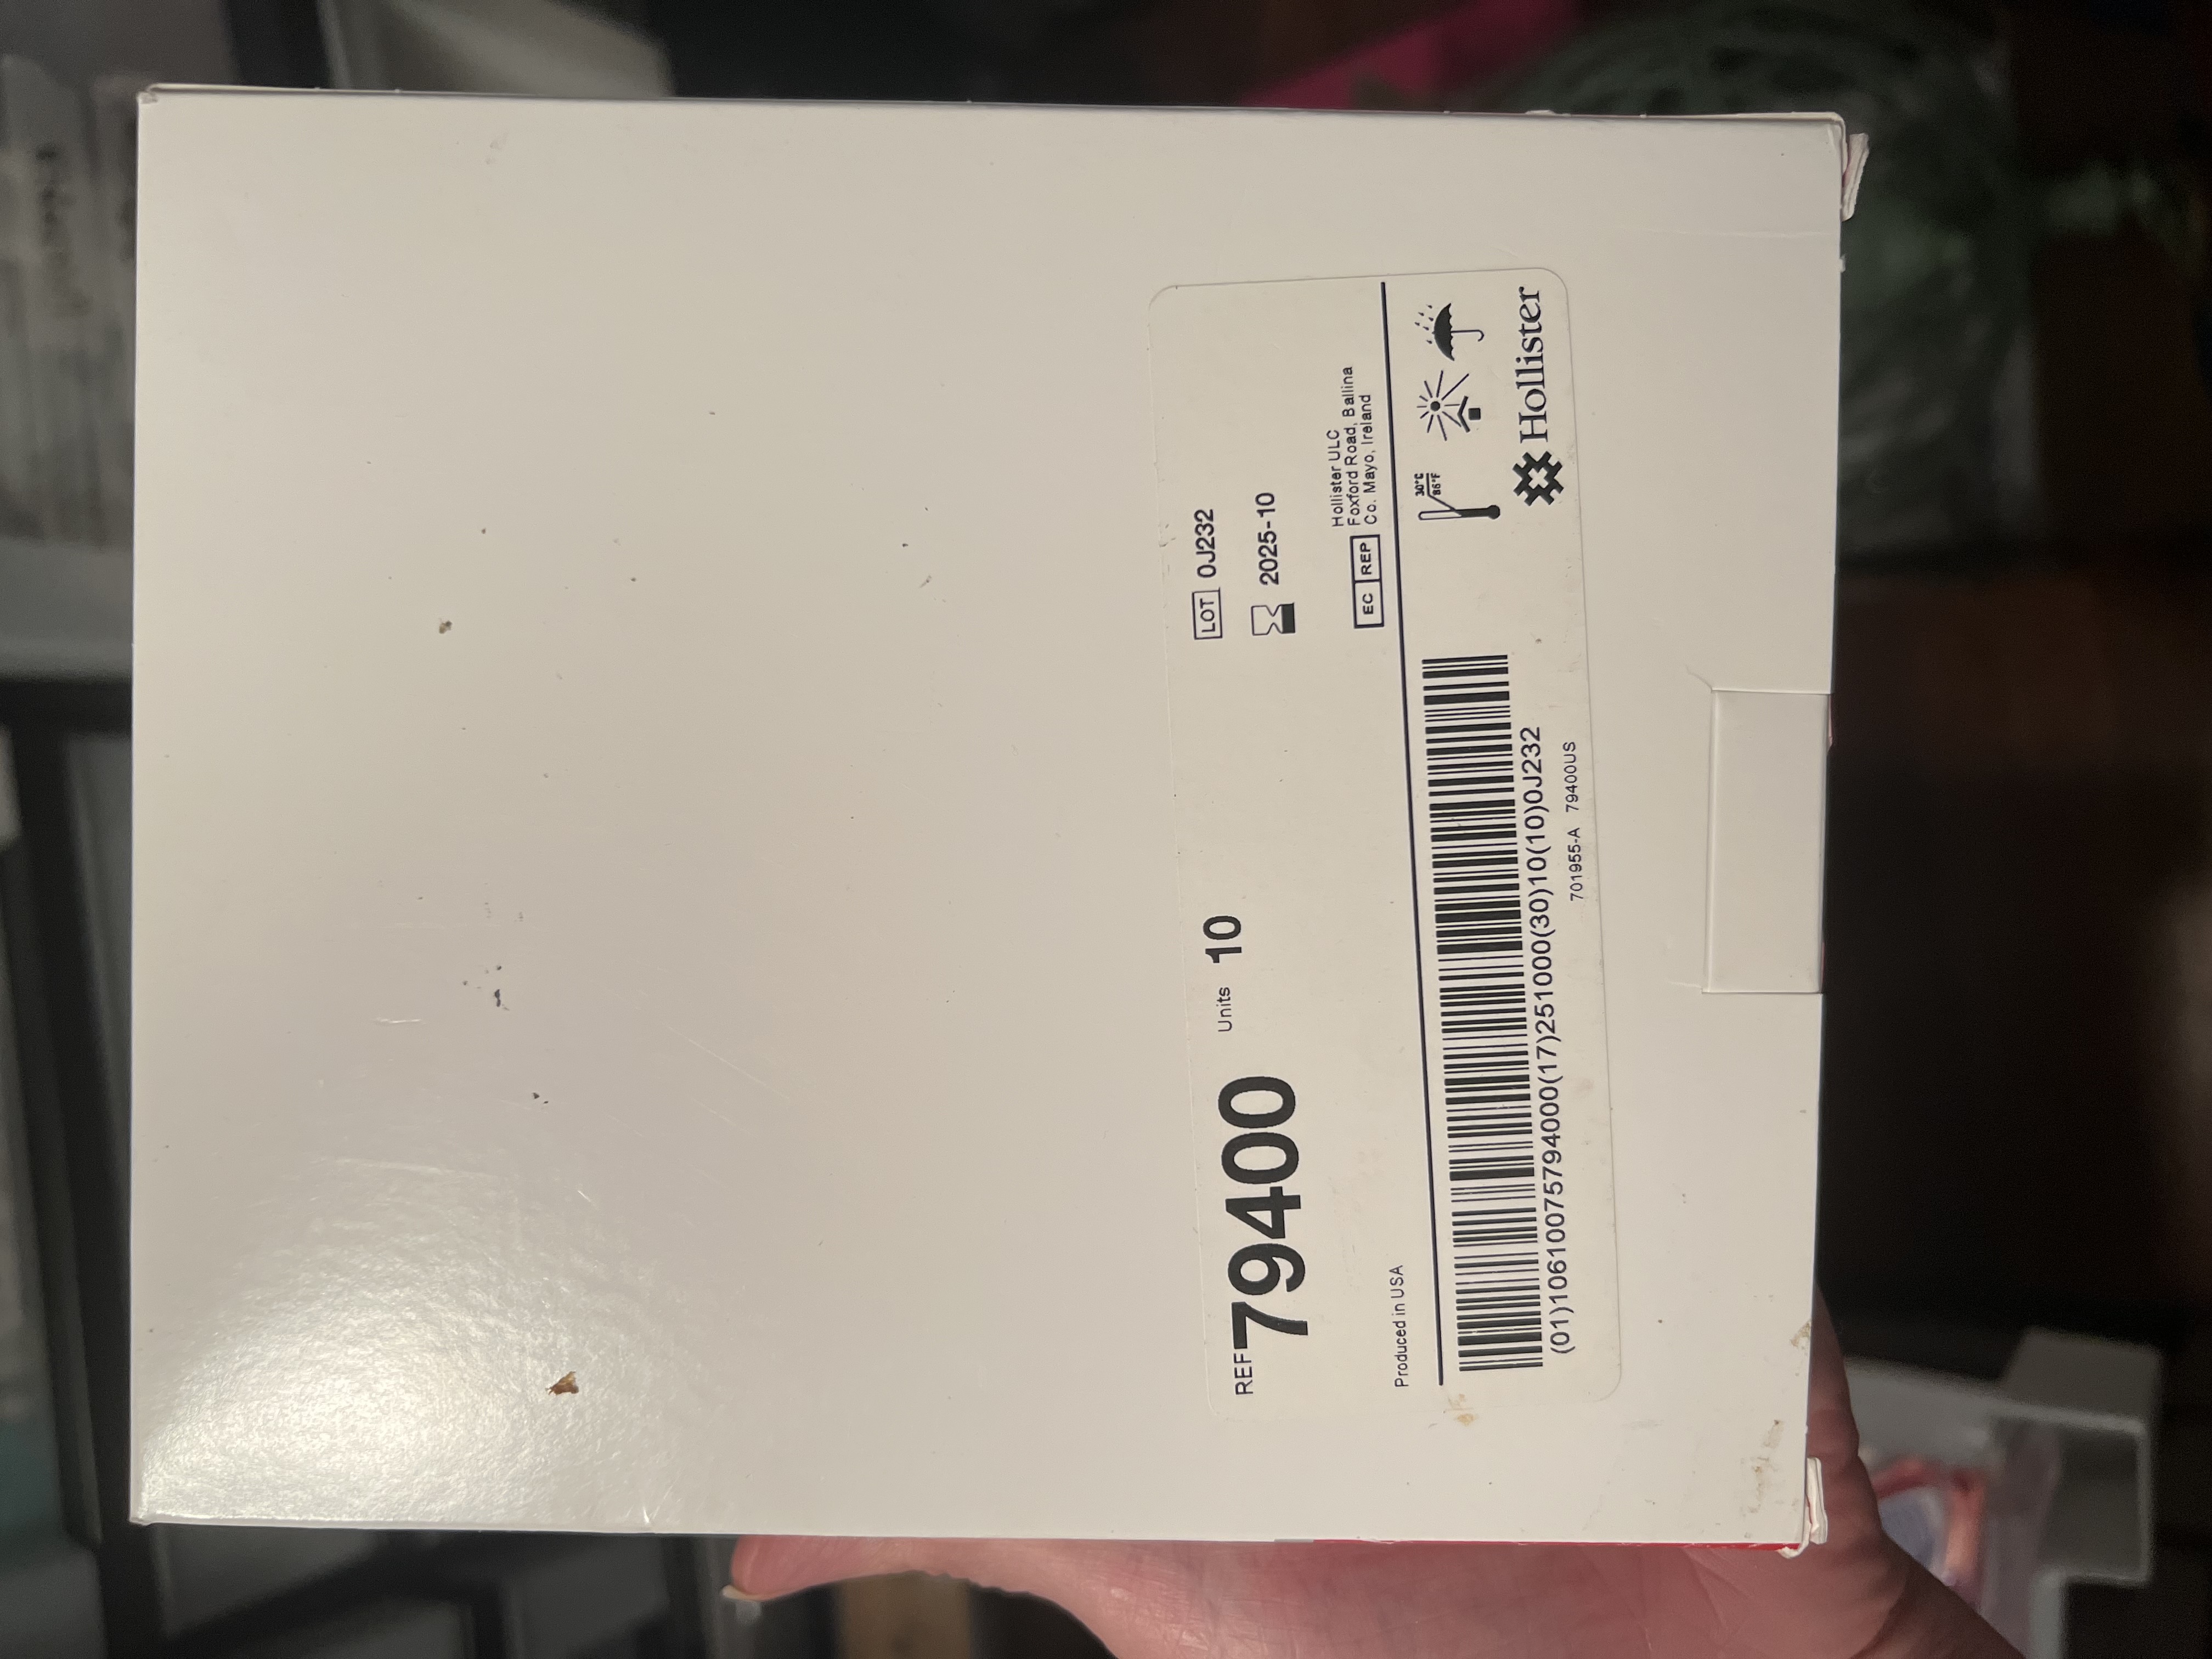 REF 79400 Units 10
LOT 0J232
2025-10
Produced in USA
EC REP
Hollister ULC
Foxford Road, Ballina
Co. Mayo, Ireland
(01)10610075794000(17)251000(30)10(10)0J232
701955-A 79400US
30°C
86°F
Hollister